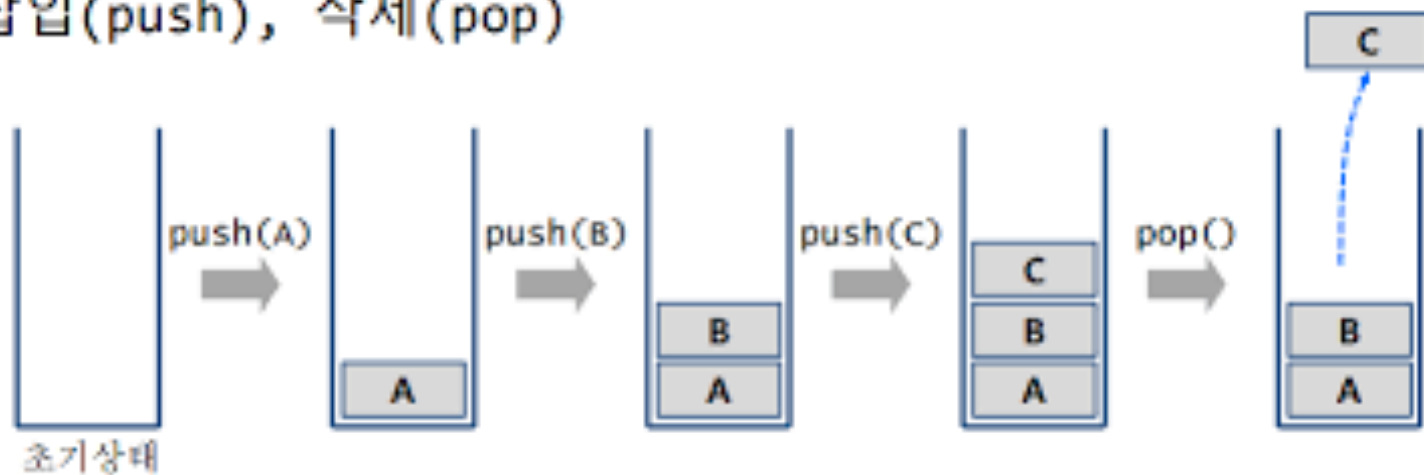 삽입(push), 삭제(pop)
C
push(A) push(B) push(C) pop()
C
B B B
A A A A
초기상태